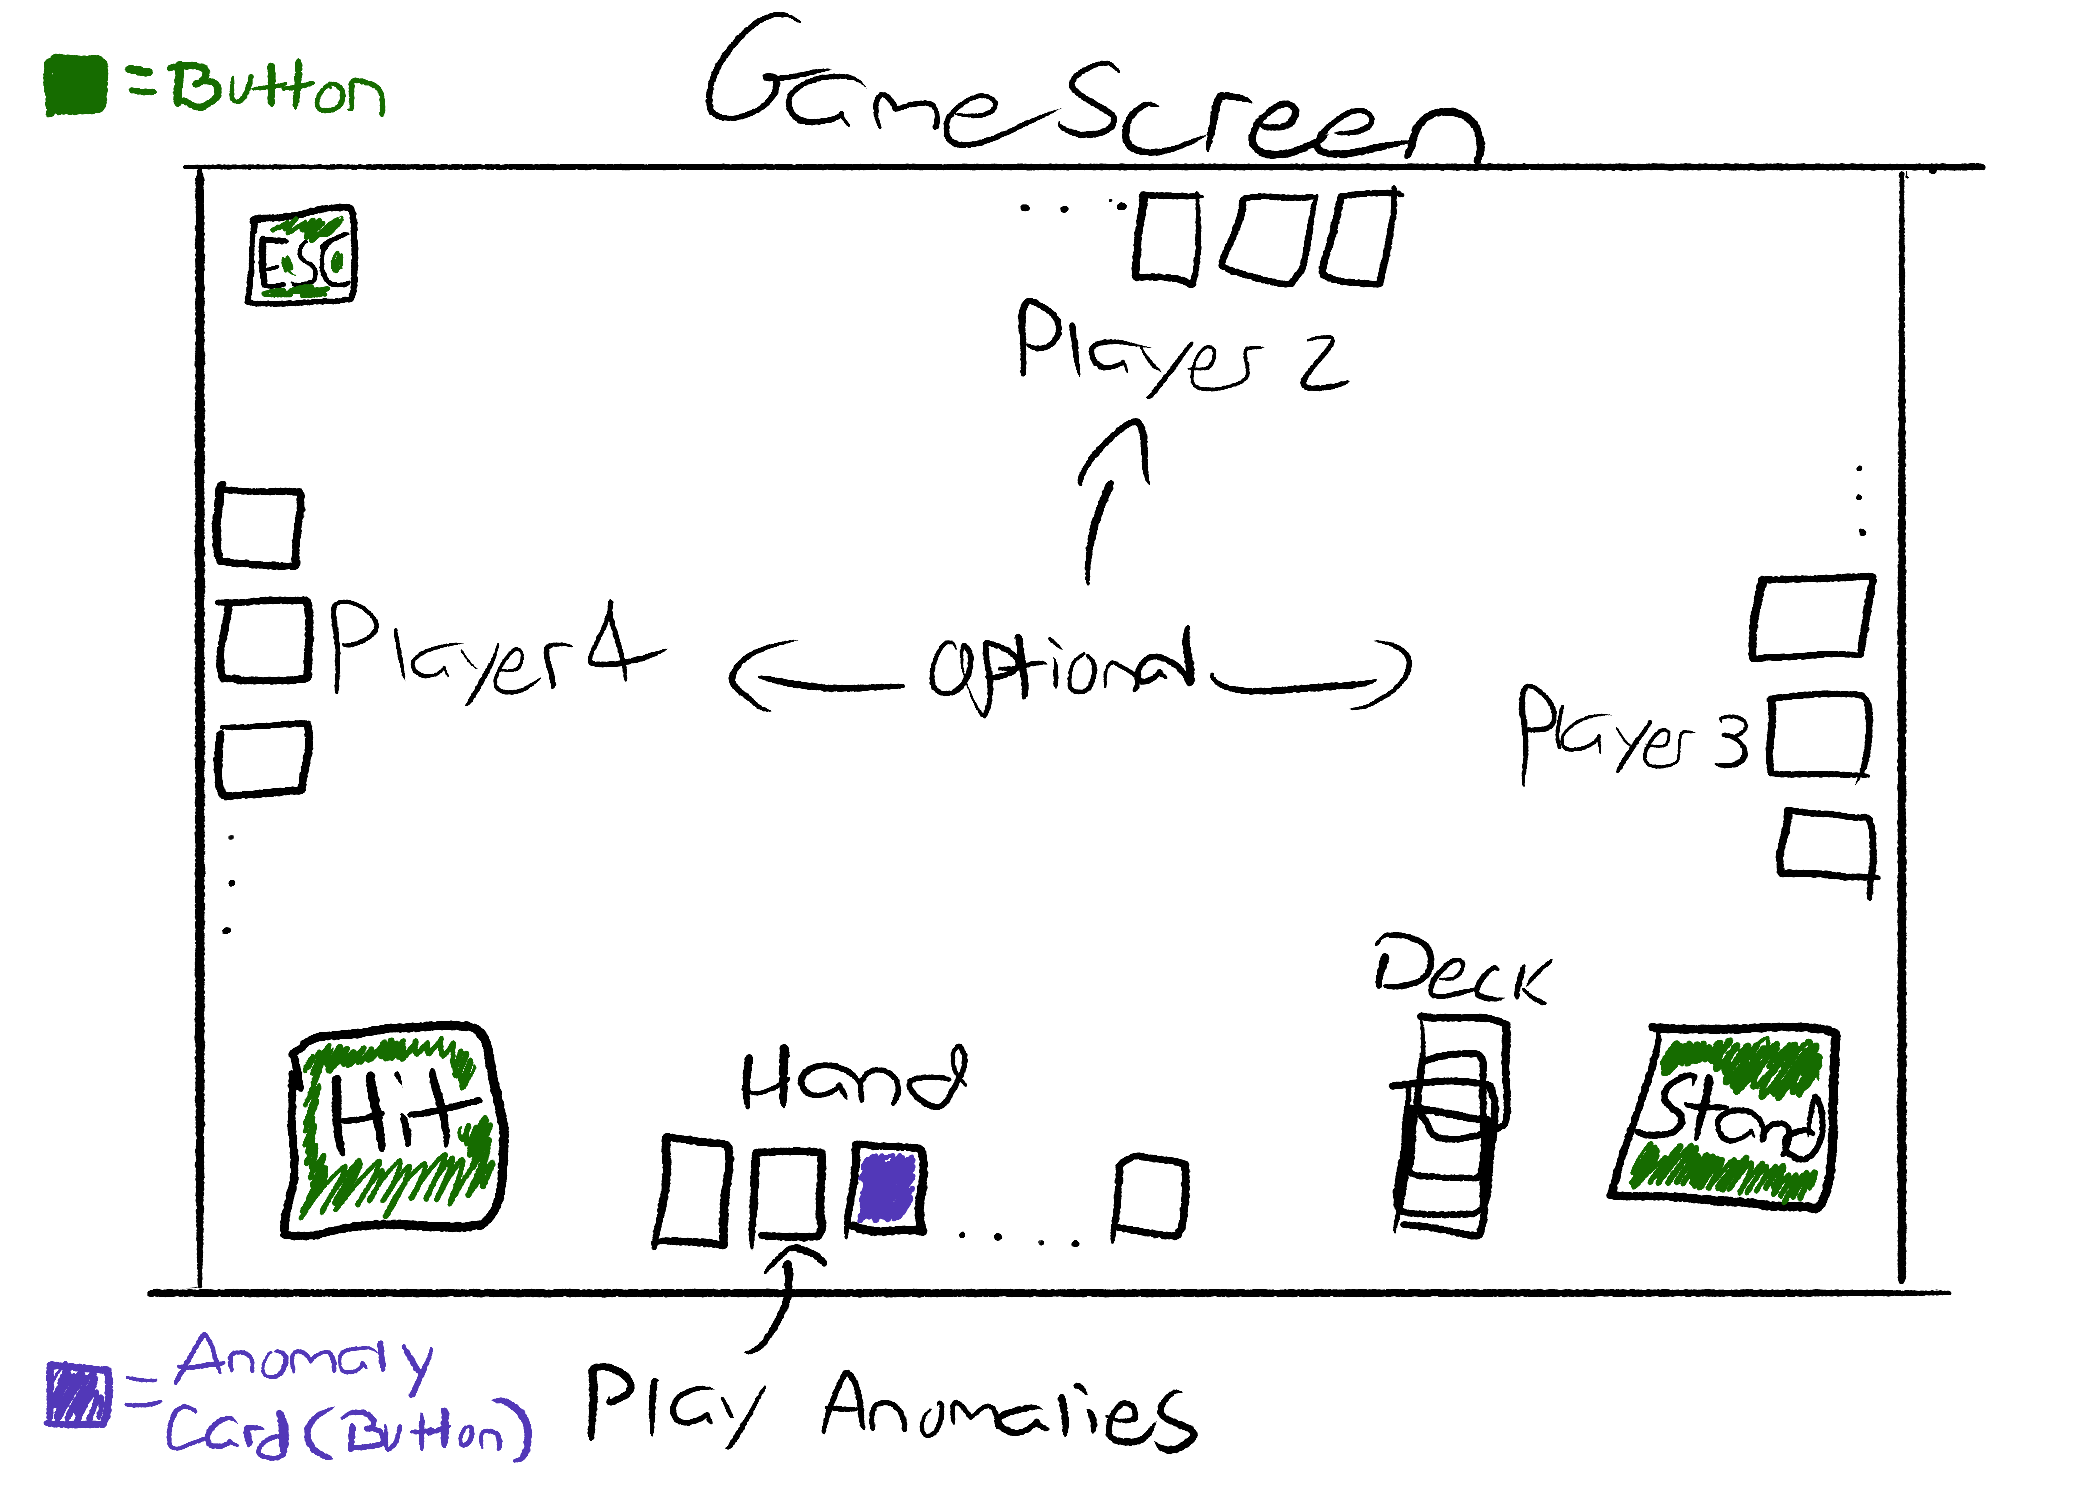 Game Screen
= Button
ESC
Player 2
Player 4
optional
Player 3
Deck
Hit
Hand
Stand
= Anomaly
Card (Button)
Play Anomalies